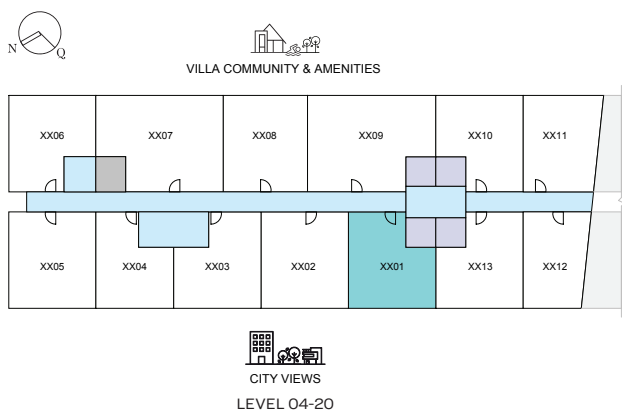 N
Q
VILLA COMMUNITY & AMENITIES
XX06 XX07 XX08 XX09 XX10 XX11
XX05 XX04 XX03 XX02 XX01 XX13 XX12
CITY VIEWS
LEVEL 04-20